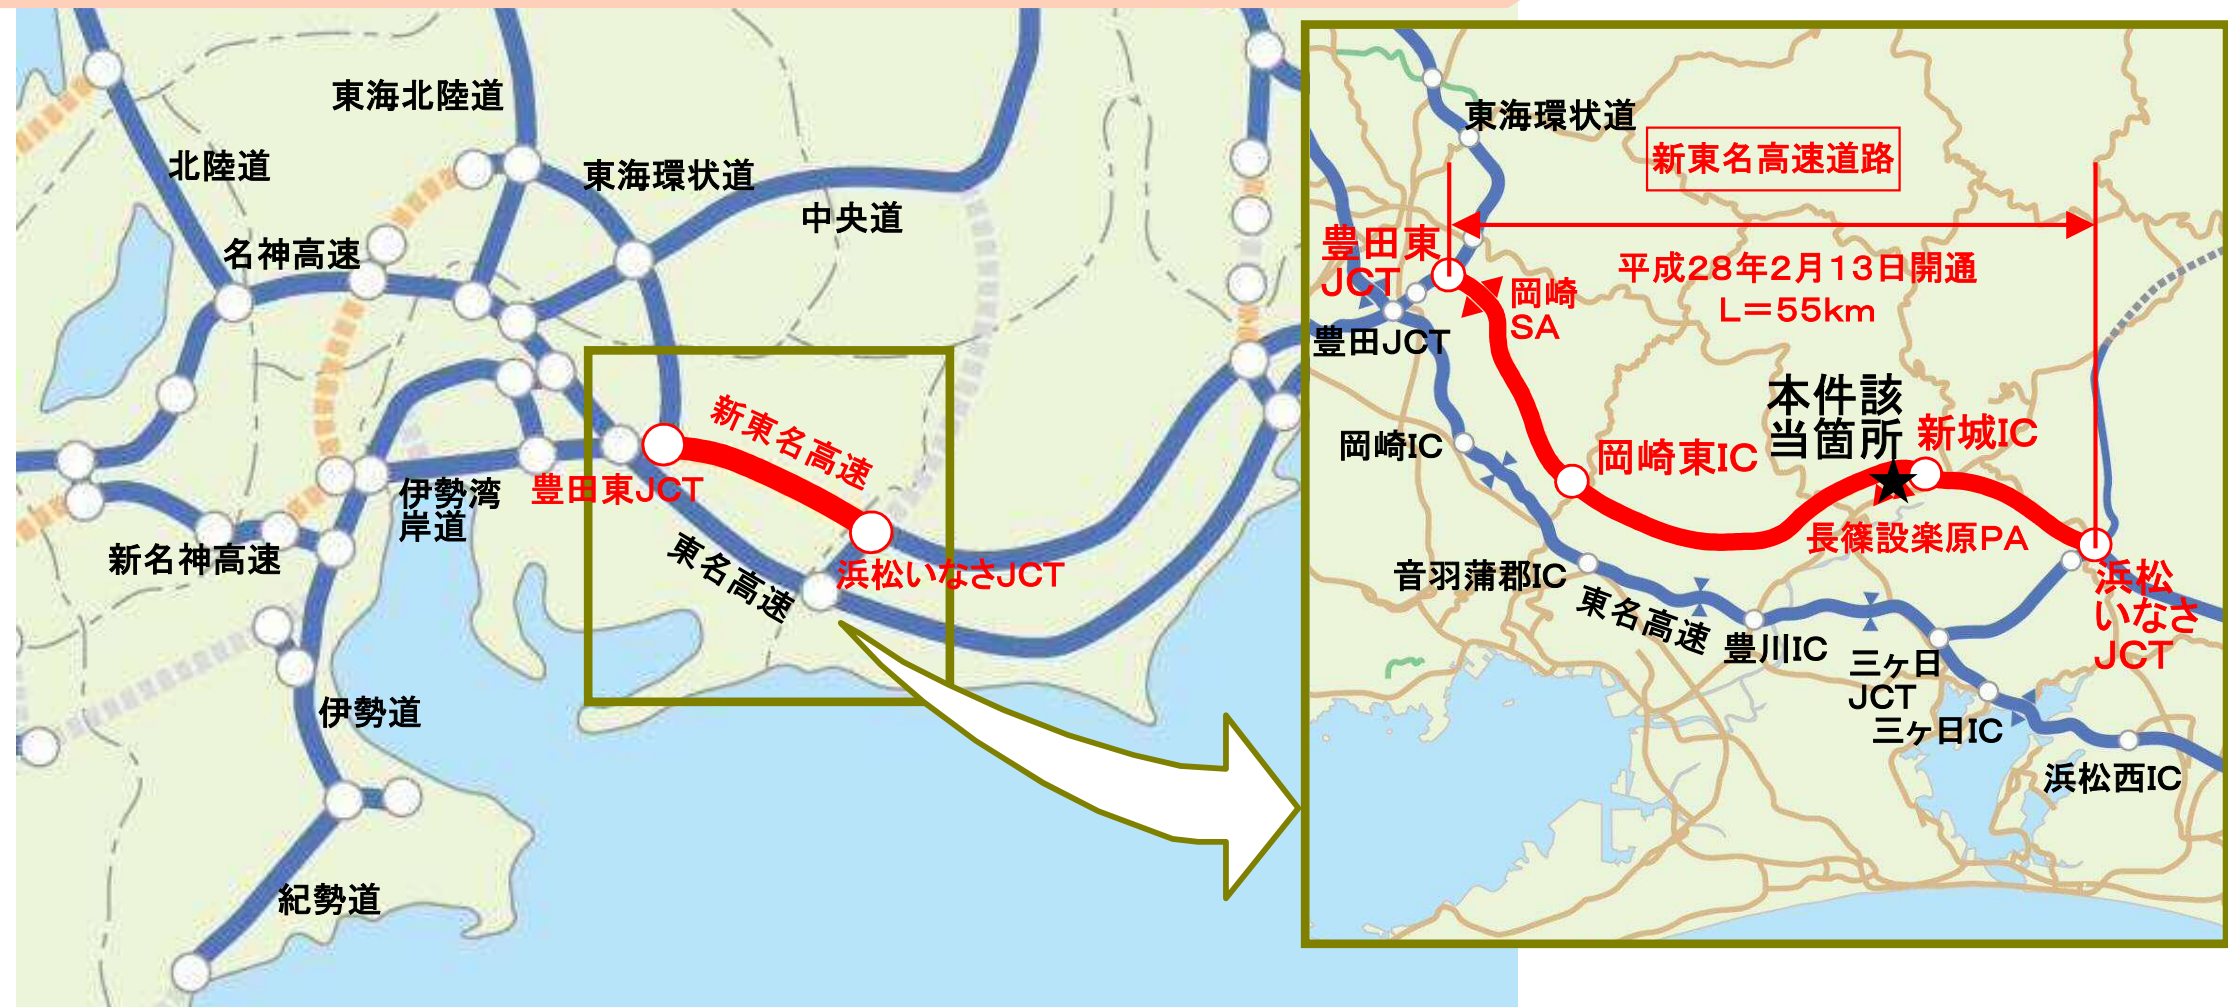 東海北陸道
北陸道
東海環状道
中央道
名神高速
新東名高速
豊田東JCT
伊勢湾
岸道
新名神高速
東名高速
浜松いなさJCT
伊勢道
紀勢道
東海環状道
新東名高速道路
豊田東
JCT
平成28年2月13日開通
L=55km
岡崎
SA
豊田JCT
本件該
当箇所
新城IC
岡崎IC
岡崎東IC
長篠設楽原PA
音羽蒲郡IC
東名高速
浜松
いなさ
JCT
豊川IC
三ヶ日
JCT
三ヶ日IC
浜松西IC